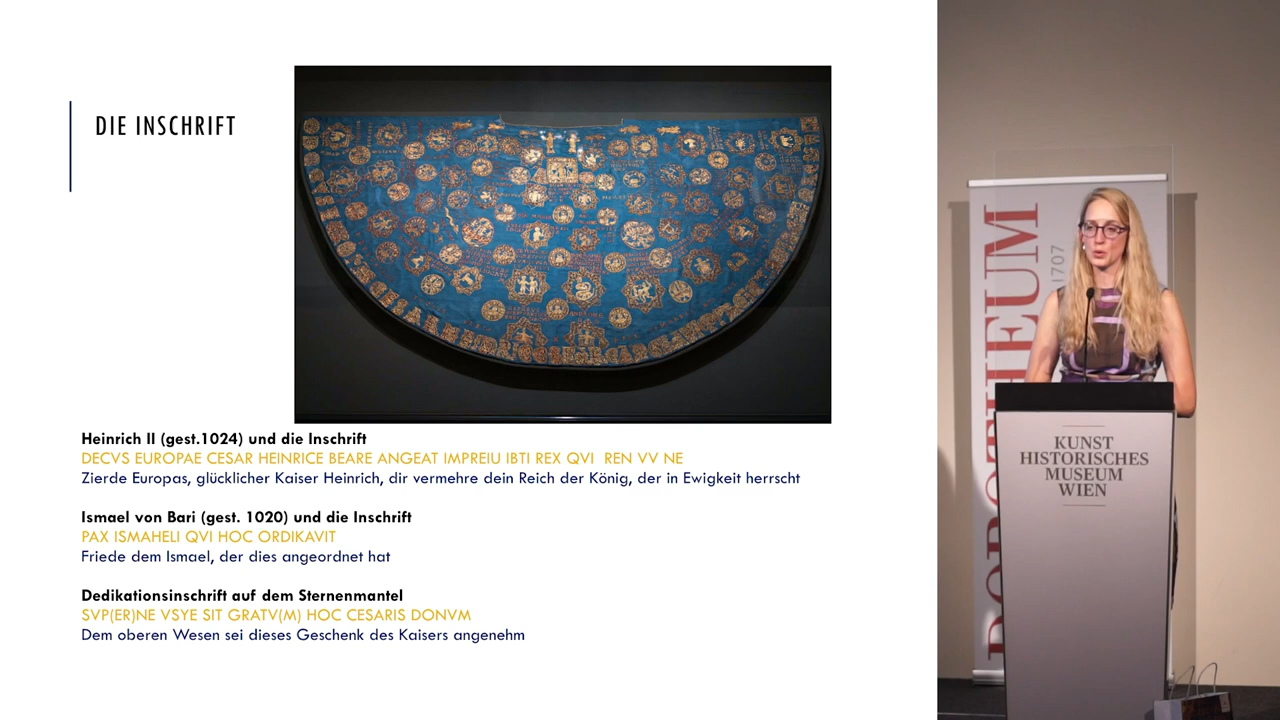 DIE INSCHRIFT
Heinrich II (gest.1024) und die Inschrift
DECVS EUROPAE CESAR HEINRICE BEARE ANGEAT IMPREIU IBTI REX QVI REN VV NE
Zierde Europas, glücklicher Kaiser Heinrich, dir vermehre dein Reich der König, der in Ewigkeit herrscht
Ismael von Bari (gest. 1020) und die Inschrift
PAX ISMAHELI QVI HOC ORDIKAVIT
Friede dem Ismael, der dies angeordnet hat
Dedikationsinschrift auf dem Sternenmantel
SVP(ER)NE VSYE SIT GRATV(M) HOC CESARIS DONVM
Dem oberen Wesen sei dieses Geschenk des Kaisers angenehm
1707
KUNST
HISTORISCHES
MUSEUM
WIEN